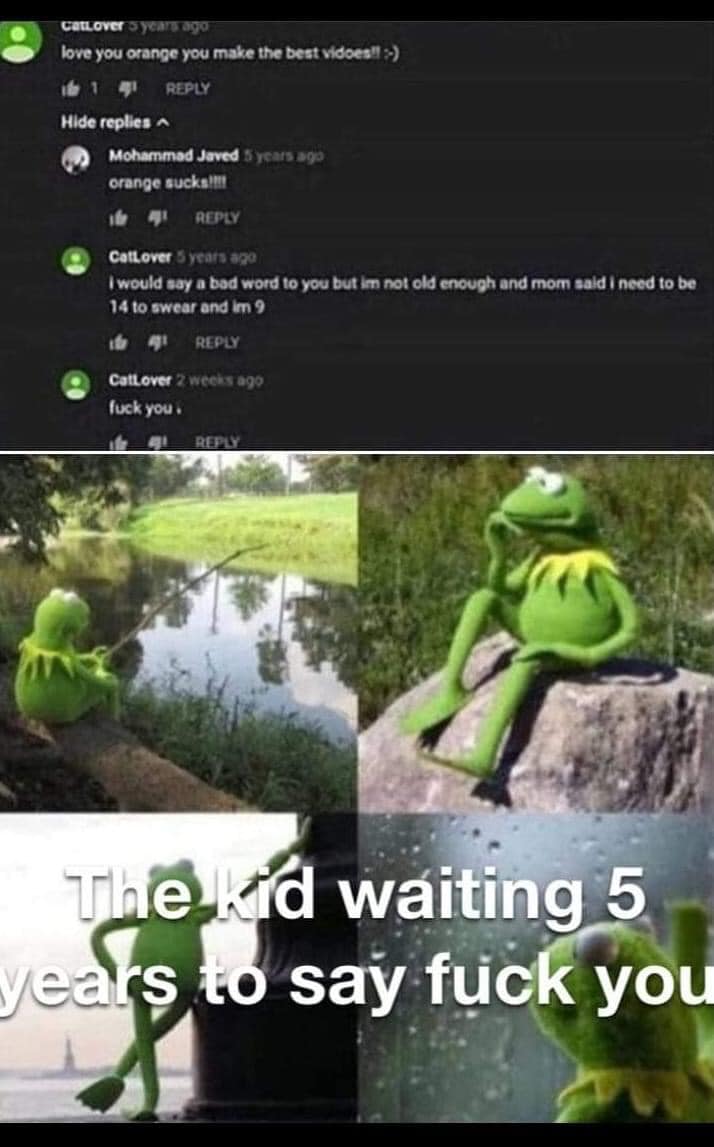 CatLover 5 years ago
love you orange you make the best vidoes!! :-)
1 REPLY
Hide replies
Mohammad Javed 5 years ago
orange sucks!!!!
REPLY
CatLover 5 years ago
i would say a bad word to you but im not old enough and mom said i need to be
14 to swear and im 9
REPLY
CatLover 2 weeks ago
fuck you .
REPLY
The kid waiting 5
years to say fuck you